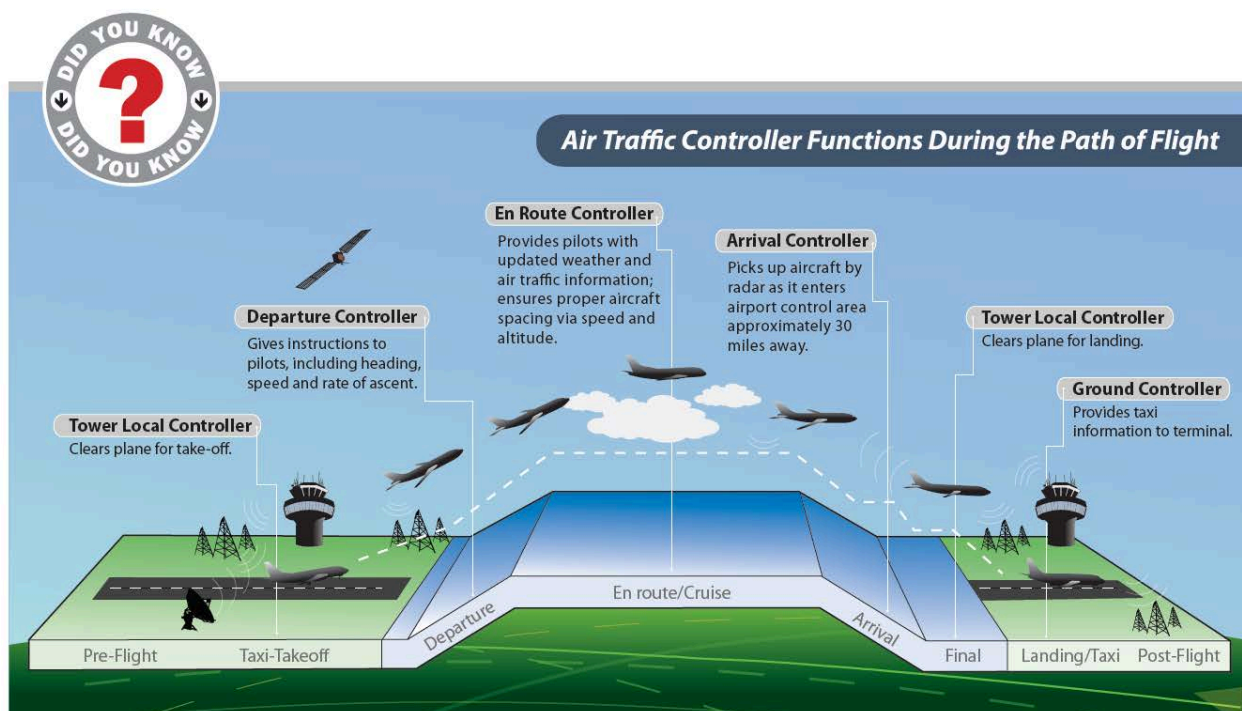 DID YOU KNOW
?
DID YOU KNOW
Air Traffic Controller Functions During the Path of Flight
Tower Local Controller
Clears plane for take-off.
Departure Controller
Gives instructions to
pilots, including heading,
speed and rate of ascent.
En Route Controller
Provides pilots with
updated weather and
air traffic information;
ensures proper aircraft
spacing via speed and
altitude.
Arrival Controller
Picks up aircraft by
radar as it enters
airport control area
approximately 30
miles away.
Tower Local Controller
Clears plane for landing.
Ground Controller
Provides taxi
information to terminal.
Pre-Flight
Taxi-Takeoff
Departure
En route/Cruise
Arrival
Final
Landing/Taxi
Post-Flight